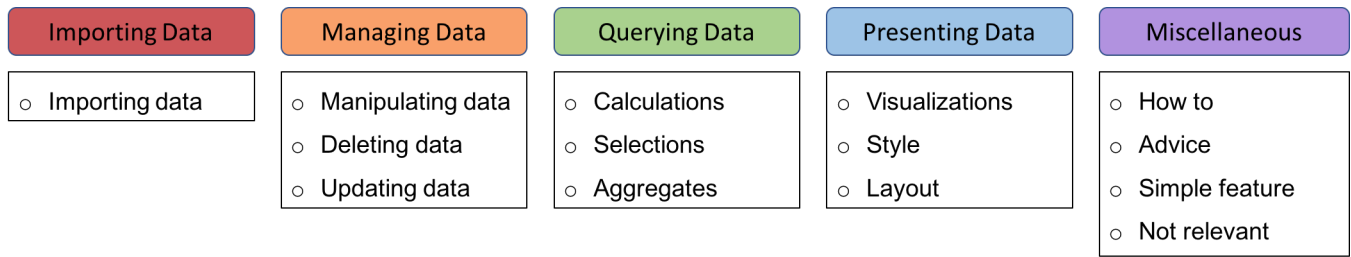 Importing Data
Importing data
Managing Data
Manipulating data
Deleting data
Updating data
Querying Data
Calculations
Selections
Aggregates
Presenting Data
Visualizations
Style
Layout
Miscellaneous
How to
Advice
Simple feature
Not relevant